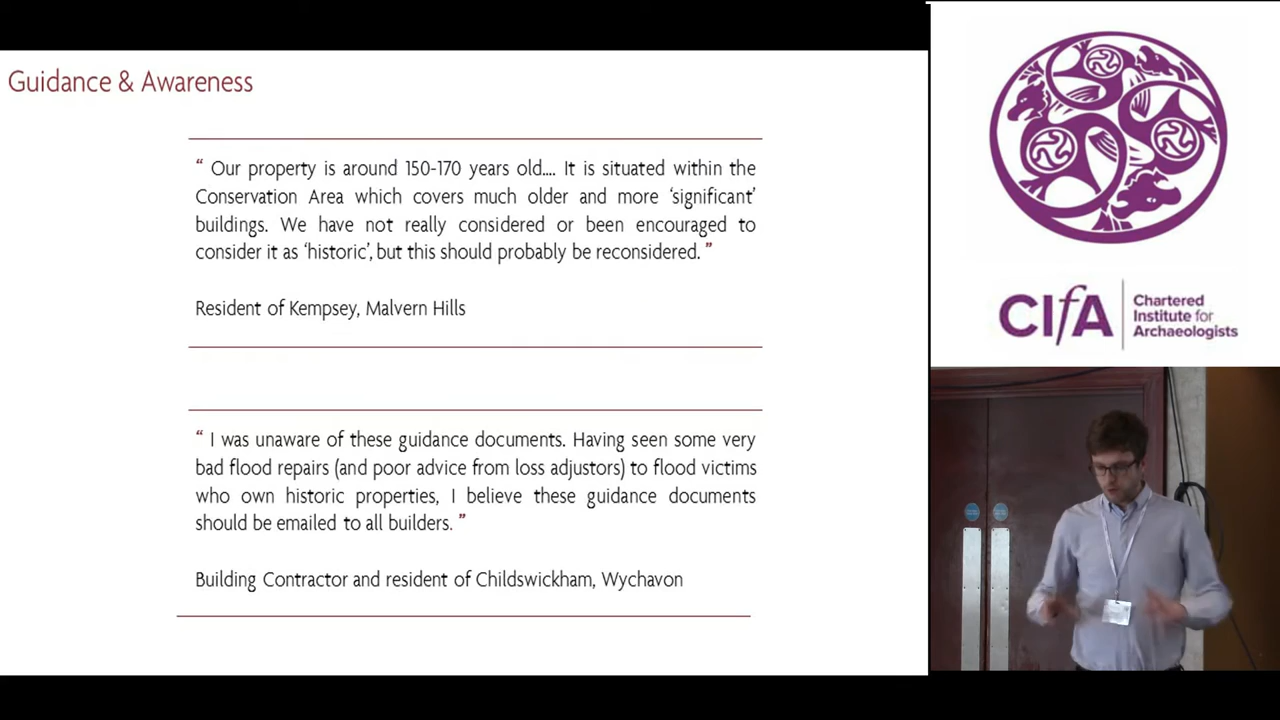 Guidance & Awareness
“ Our property is around 150-170 years old.... It is situated within the
Conservation Area which covers much older and more ‘significant’
buildings. We have not really considered or been encouraged to
consider it as ‘historic’, but this should probably be reconsidered. ”
Resident of Kempsey, Malvern Hills
“ I was unaware of these guidance documents. Having seen some very
bad flood repairs (and poor advice from loss adjustors) to flood victims
who own historic properties, I believe these guidance documents
should be emailed to all builders. ”
Building Contractor and resident of Childswickham, Wychavon
CIfA
Chartered
Institute for
Archaeologists